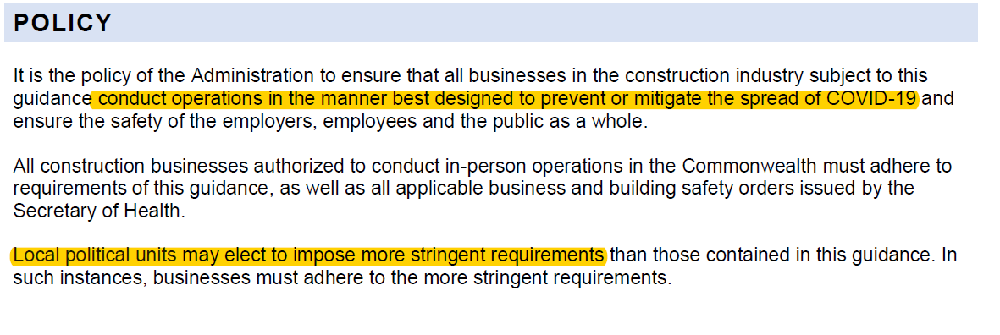 POLICY
It is the policy of the Administration to ensure that all businesses in the construction industry subject to this
guidance conduct operations in the manner best designed to prevent or mitigate the spread of COVID-19 and
ensure the safety of the employers, employees and the public as a whole.
All construction businesses authorized to conduct in-person operations in the Commonwealth must adhere to
requirements of this guidance, as well as all applicable business and building safety orders issued by the
Secretary of Health.
Local political units may elect to impose more stringent requirements than those contained in this guidance. In
such instances, businesses must adhere to the more stringent requirements.